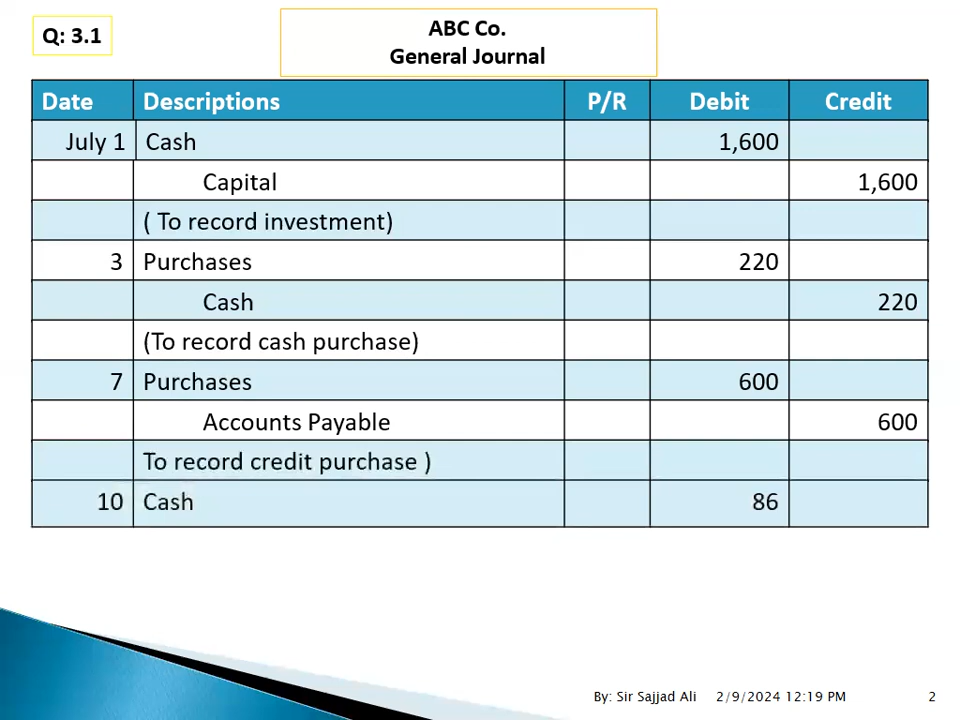 Q: 3.1
ABC Co.
General Journal
Date Descriptions P/R Debit Credit
July 1 Cash 1,600
Capital 1,600
( To record investment)
3 Purchases 220
Cash 220
(To record cash purchase)
7 Purchases 600
Accounts Payable 600
To record credit purchase )
10 Cash 86
By: Sir Sajjad Ali 2/9/2024 12:19 PM 2